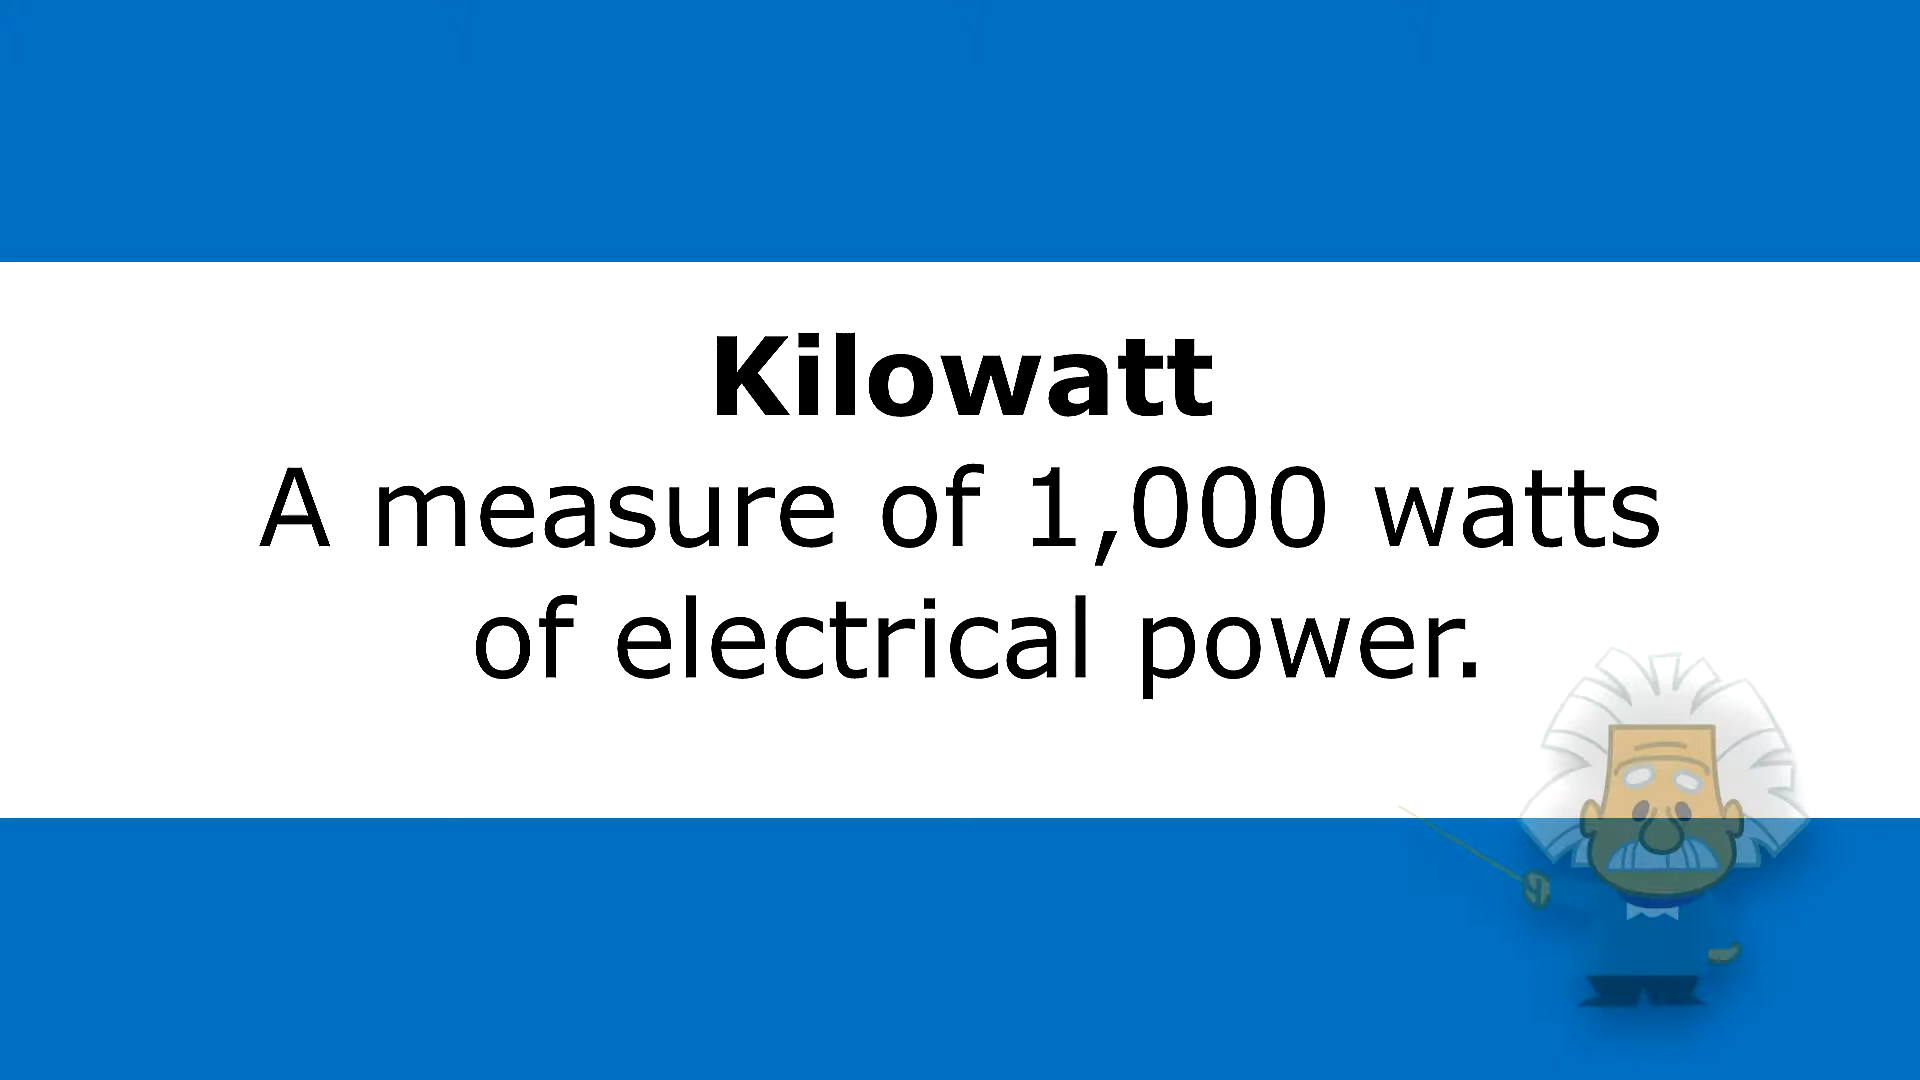 Kilowatt
A measure of 1,000 watts
of electrical power.